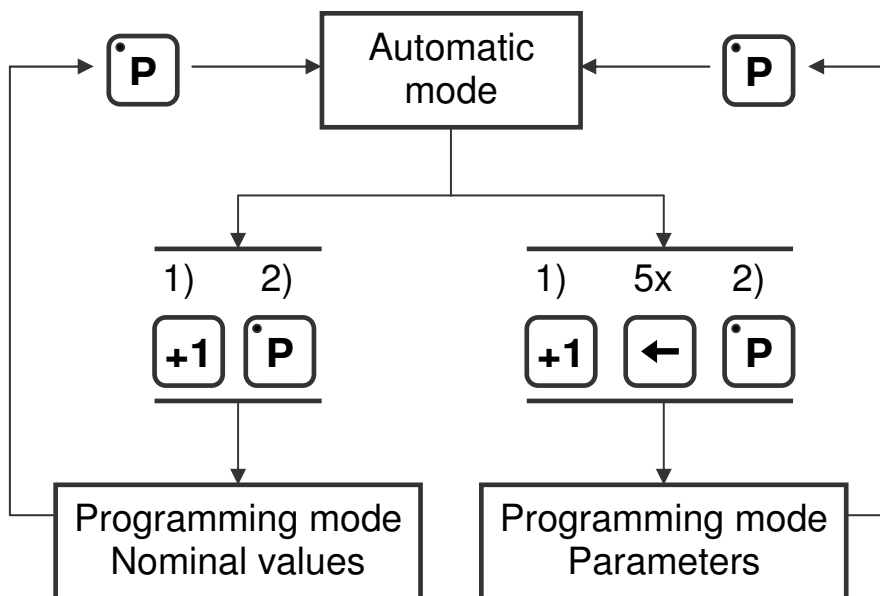 P
Automatic
mode
P
1) 2)
+1 P
1) 5x 2)
+1 ← P
Programming mode
Nominal values
Programming mode
Parameters